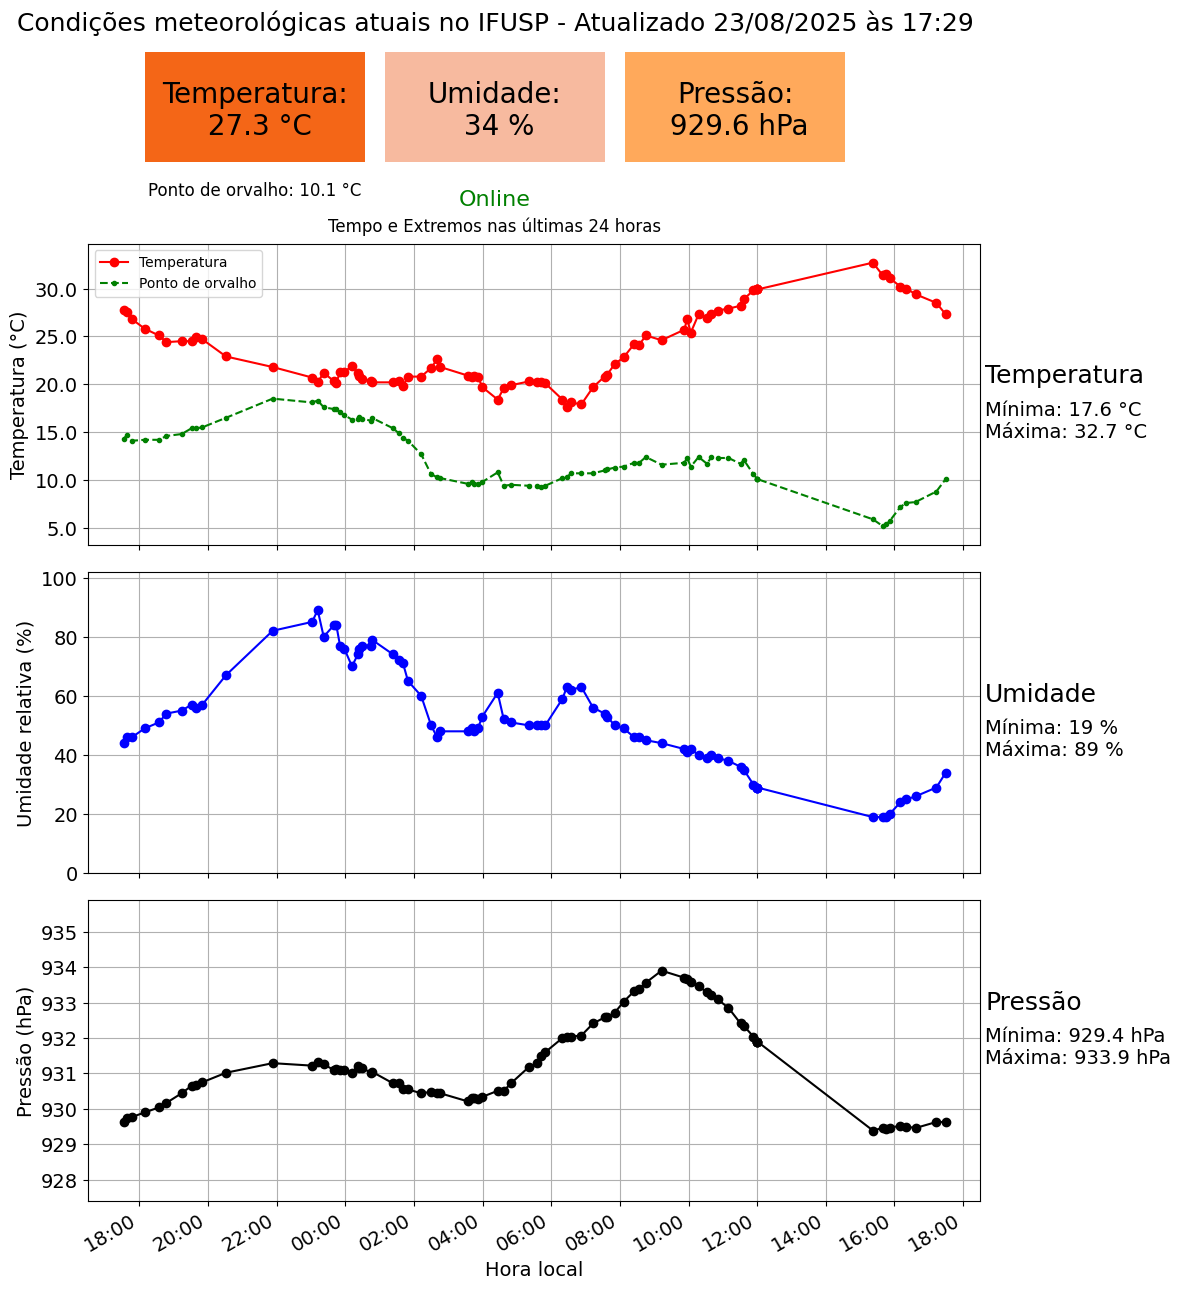 Condições meteorológicas atuais no IFUSP - Atualizado 23/08/2025 às 17:29
Temperatura:
27.3 °C
Umidade:
34 %
Pressão:
929.6 hPa
Ponto de orvalho: 10.1 °C
Online
Tempo e Extremos nas últimas 24 horas
Temperatura
Ponto de orvalho
Temperatura (°C)
30.0
25.0
20.0
15.0
10.0
5.0
Temperatura
Mínima: 17.6 °C
Máxima: 32.7 °C
Umidade relativa (%)
100
80
60
40
20
0
Umidade
Mínima: 19 %
Máxima: 89 %
Pressão (hPa)
935
934
933
932
931
930
929
928
Pressão
Mínima: 929.4 hPa
Máxima: 933.9 hPa
18:00 20:00 22:00 00:00 02:00 04:00 06:00 08:00 10:00 12:00 14:00 16:00 18:00
Hora local